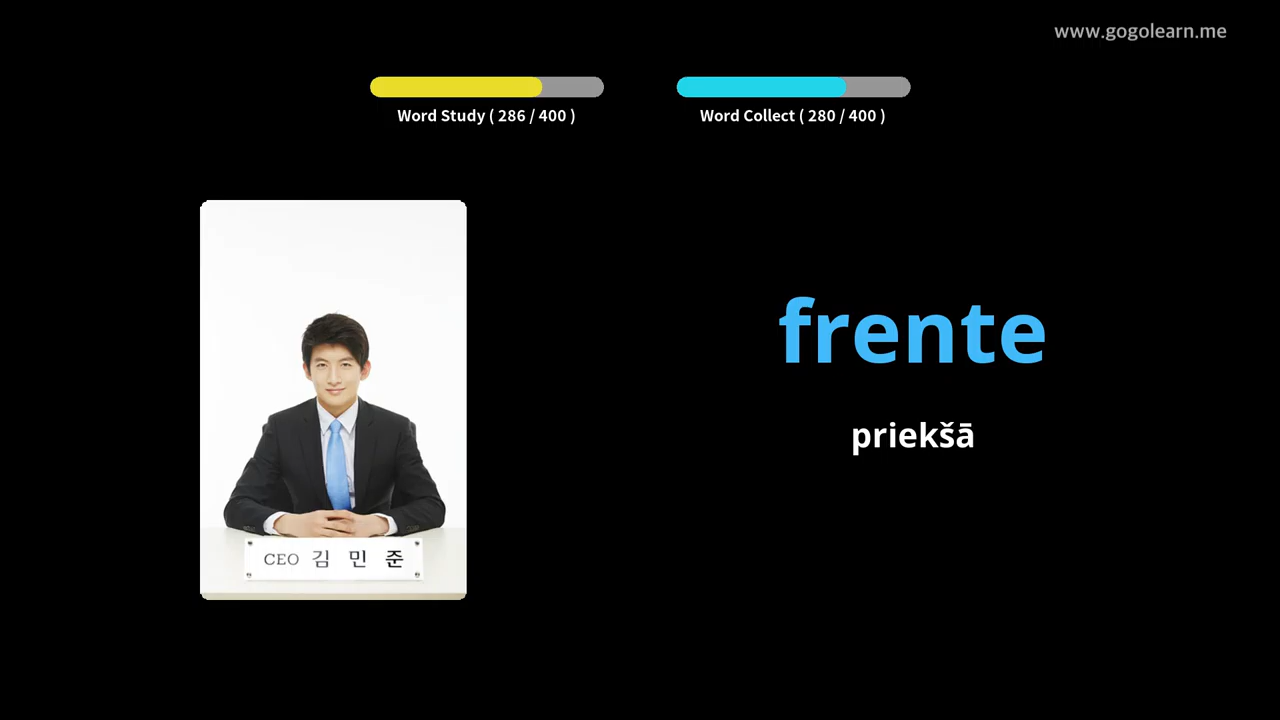 www.gogolearn.me
Word Study ( 286 / 400 )
Word Collect ( 280 / 400 )
frente
priekšā
CEO 김 민 준